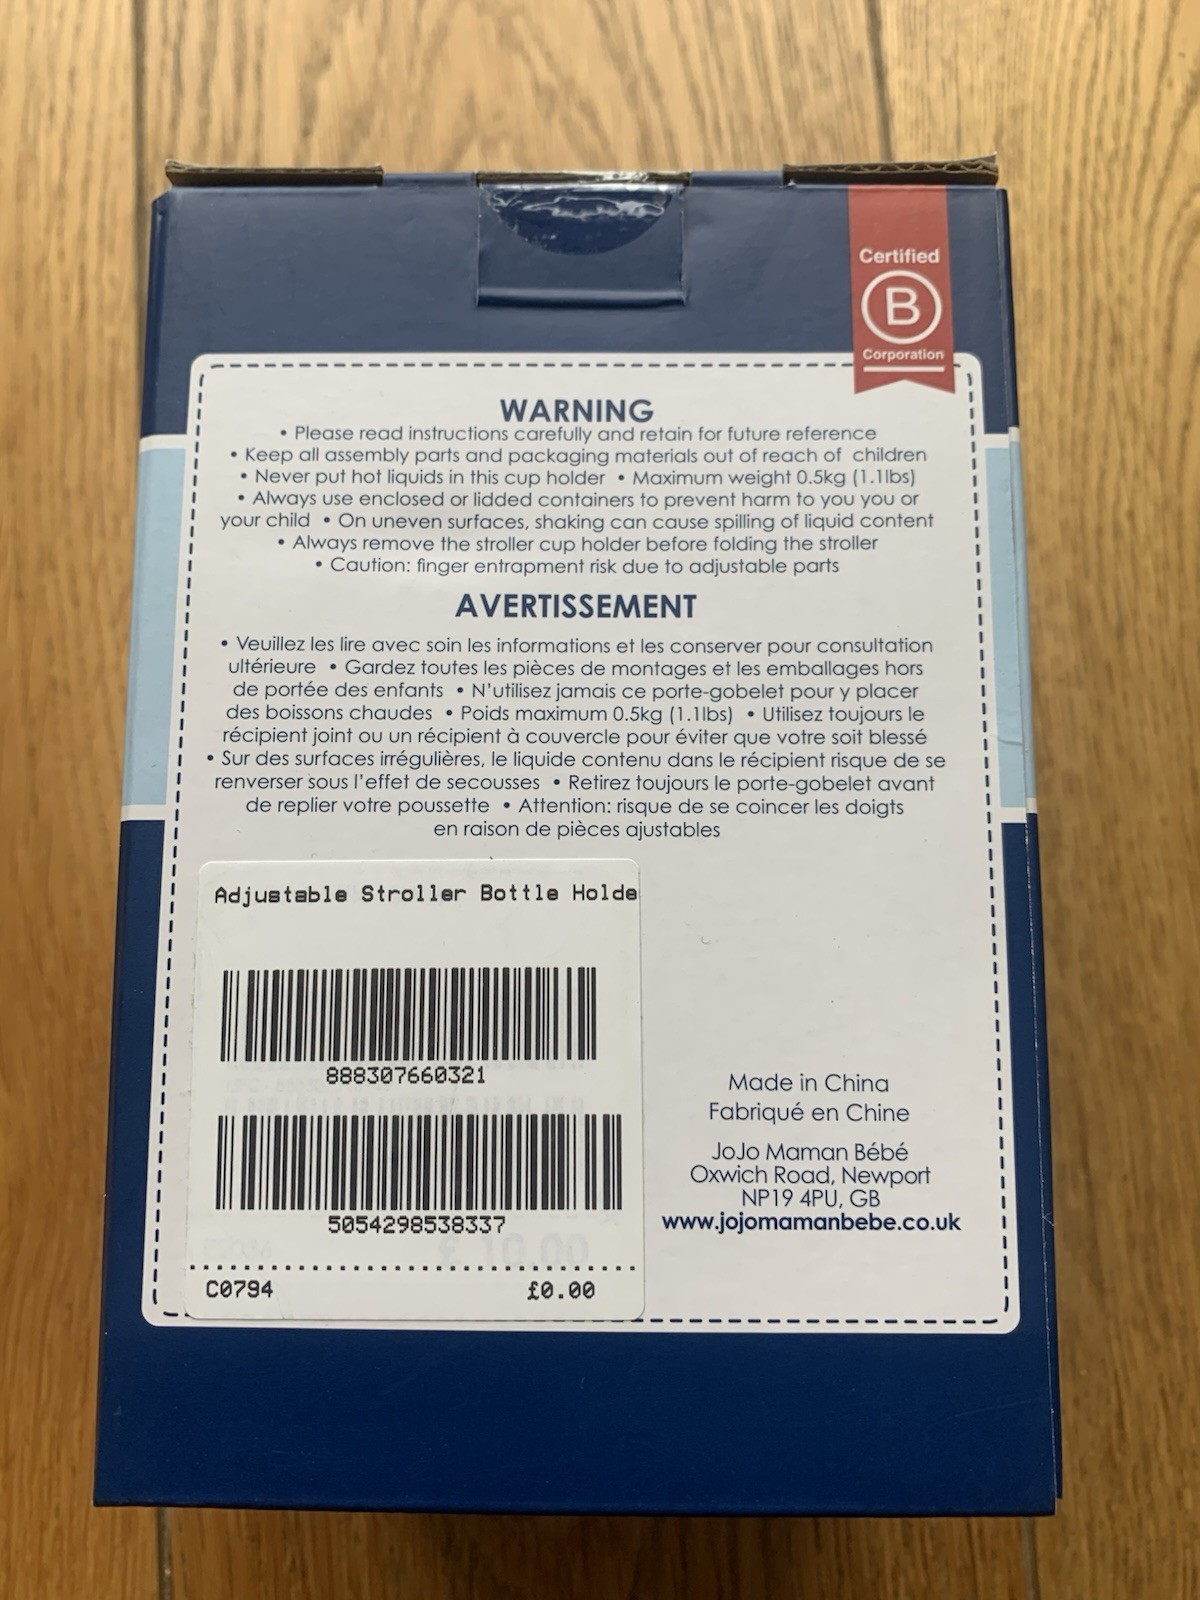 Certified
B
Corporation
WARNING
• Please read instructions carefully and retain for future reference
• Keep all assembly parts and packaging materials out of reach of children
• Never put hot liquids in this cup holder • Maximum weight 0.5kg (1.1lbs)
• Always use enclosed or lidded containers to prevent harm to you you or
your child • On uneven surfaces, shaking can cause spilling of liquid content
• Always remove the stroller cup holder before folding the stroller
• Caution: finger entrapment risk due to adjustable parts
AVERTISSEMENT
• Veuillez les lire avec soin les informations et les conserver pour consultation
ultérieure • Gardez toutes les pièces de montages et les emballages hors
de portée des enfants • N'utilisez jamais ce porte-gobelet pour y placer
des boissons chaudes • Poids maximum 0.5kg (1.1lbs) • Utilisez toujours le
récipient joint ou un récipient à couvercle pour éviter que votre soit blessé
• Sur des surfaces irrégulières, le liquide contenu dans le récipient risque de se
renverser sous l'effet de secousses • Retirez toujours le porte-gobelet avant
de replier votre poussette • Attention: risque de se coincer les doigts
en raison de pièces ajustables
Adjustable Stroller Bottle Holde
888307660321
5054298538337
C0794 £0.00
Made in China
Fabriqué en Chine
JoJo Maman Bébé
Oxwich Road, Newport
NP19 4PU, GB
www.jojomamanbebe.co.uk